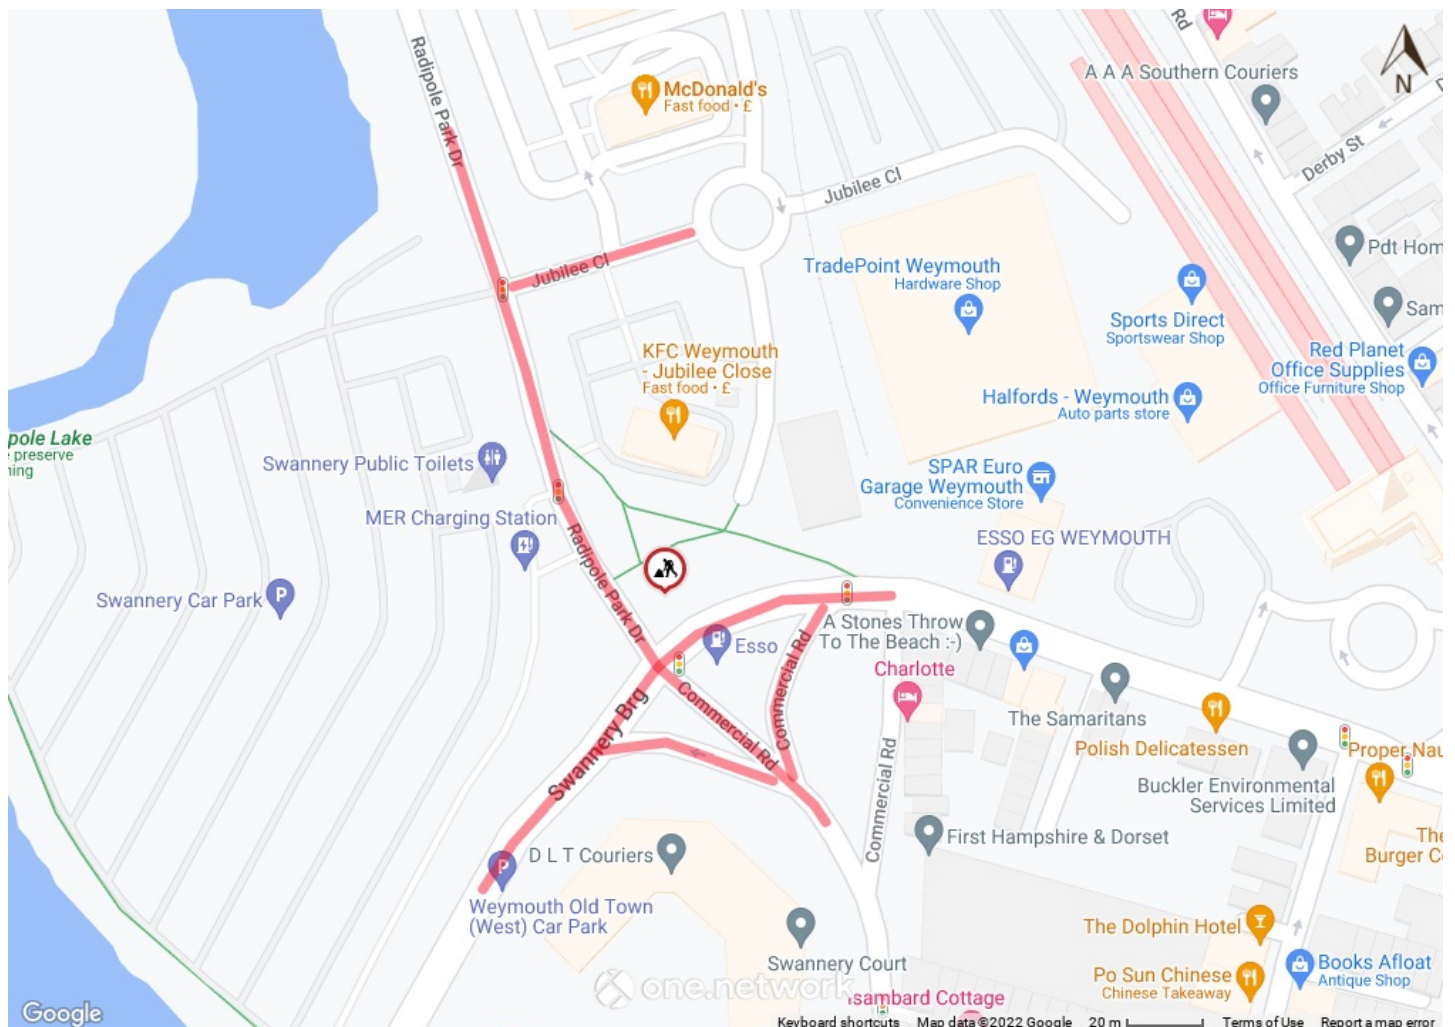 Radipole Park Dr
Rd
McDonald's
Fast food • £
A A A Southern Couriers
N
Derby St
Jubilee Cl
Jubilee Cl
TradePoint Weymouth
Hardware Shop
Pdt Hom
Sports Direct
Sportswear Shop
Sam
KFC Weymouth
- Jubilee Close
Fast food • £
Red Planet
Office Supplies
Office Furniture Shop
Halfords - Weymouth
Auto parts store
pole Lake
preserve
ning
Swannery Public Toilets
SPAR Euro
Garage Weymouth
Convenience Store
MER Charging Station
ESSO EG WEYMOUTH
Radipole Park Dr
Swannery Car Park
P
Esso
A Stones Throw
To The Beach :-)
Charlotte
Commercial Rd
Commercial Rd
Swannery Brg
The Samaritans
Polish Delicatessen
Proper Nau
Buckler Environmental
Services Limited
Commercial Rd
First Hampshire & Dorset
The
Burger C
D L T Couriers
P
Weymouth Old Town
(West) Car Park
The Dolphin Hotel
Swannery Court
Books Afloat
Antique Shop
Po Sun Chinese
Chinese Takeaway
one.network
Isambard Cottage
Google
Keyboard shortcuts Map data ©2022 Google 20 m Terms of Use Report a map error